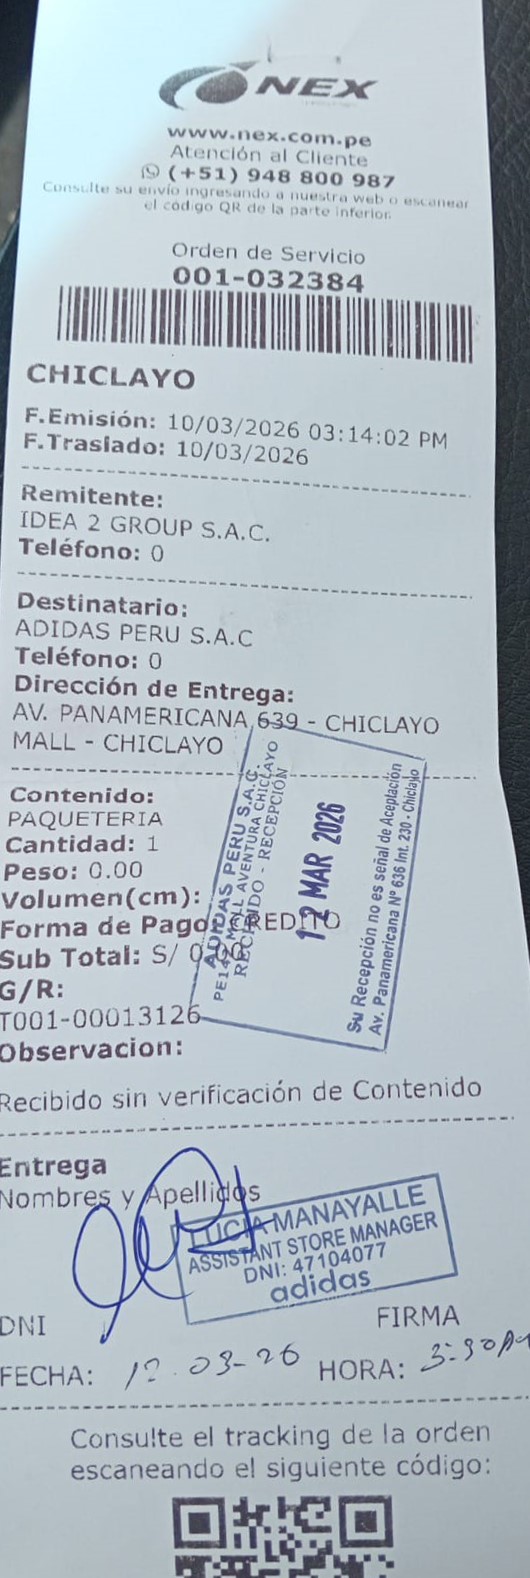 NEX
www.nex.com.pe
Atención al Cliente
(+51) 948 800 987
Consulte su envío ingresando a nuestra web o escanear
el código QR de la parte inferior.
Orden de Servicio
001-032384
CHICLAYO
F.Emisión: 10/03/2026 03:14:02 PM
F.Traslado: 10/03/2026
Remitente:
IDEA 2 GROUP S.A.C.
Teléfono: 0
Destinatario:
ADIDAS PERU S.A.C
Teléfono: 0
Dirección de Entrega:
AV. PANAMERICANA 639 - CHICLAYO
MALL - CHICLAYO
Contenido:
PAQUETERIA
Cantidad: 1
Peso: 0.00
Volumen(cm):
Forma de Pago: CREDITO
Sub Total: S/ 0.00
G/R:
T001-00013126
Observacion:
ADIDAS PERU S.A.C.
MALL AVENTURA CHICLAYO
RECIBIDO - RECEPCIÓN
12 MAR 2026
Su Recepción no es señal de Aceptación
Av. Panamericana Nº 636 Int. 230 - Chiclayo
Recibido sin verificación de Contenido
Entrega
Nombres y Apellidos
LUCIA MANAYALLE
ASSISTANT STORE MANAGER
DNI: 47104077
adidas
DNI
FIRMA
FECHA: 12.03-26 HORA: 3:30
Consulte el tracking de la orden
escaneando el siguiente código: